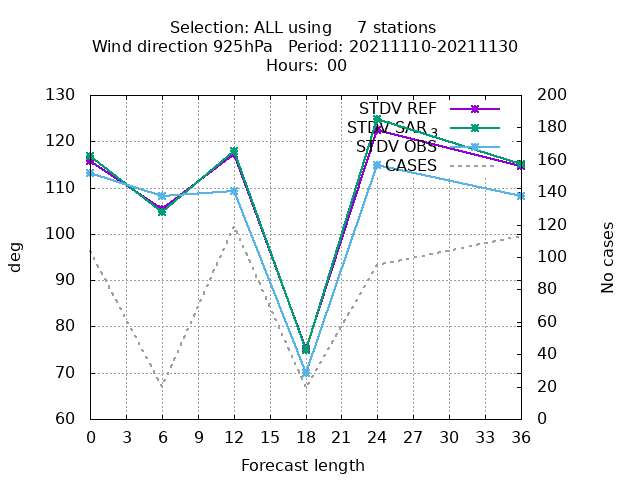 Selection: ALL using     7 stations
Wind direction 925hPa   Period: 20211110-20211130
Hours: 00
STDV REF
STDV SAR 3
STDV OBS
CASES
130
120
110
100
90
80
70
60
200
180
160
140
120
100
80
60
40
20
0
deg
No cases
0 3 6 9 12 15 18 21 24 27 30 33 36
Forecast length